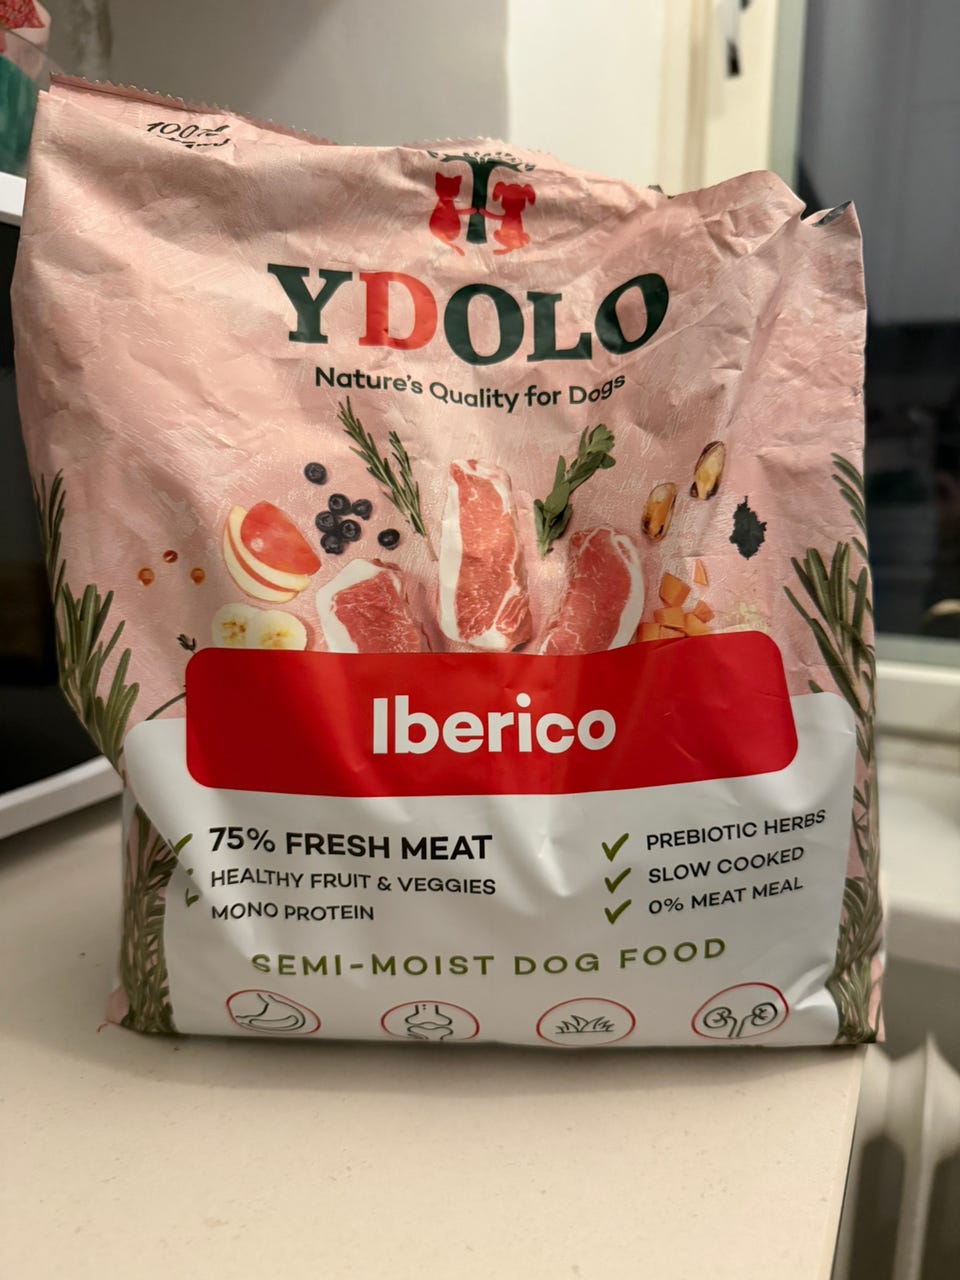 100%
YDOLO
Nature's Quality for Dogs
Iberico
75% FRESH MEAT
HEALTHY FRUIT & VEGGIES
MONO PROTEIN
PREBIOTIC HERBS
SLOW COOKED
0% MEAT MEAL
SEMI-MOIST DOG FOOD